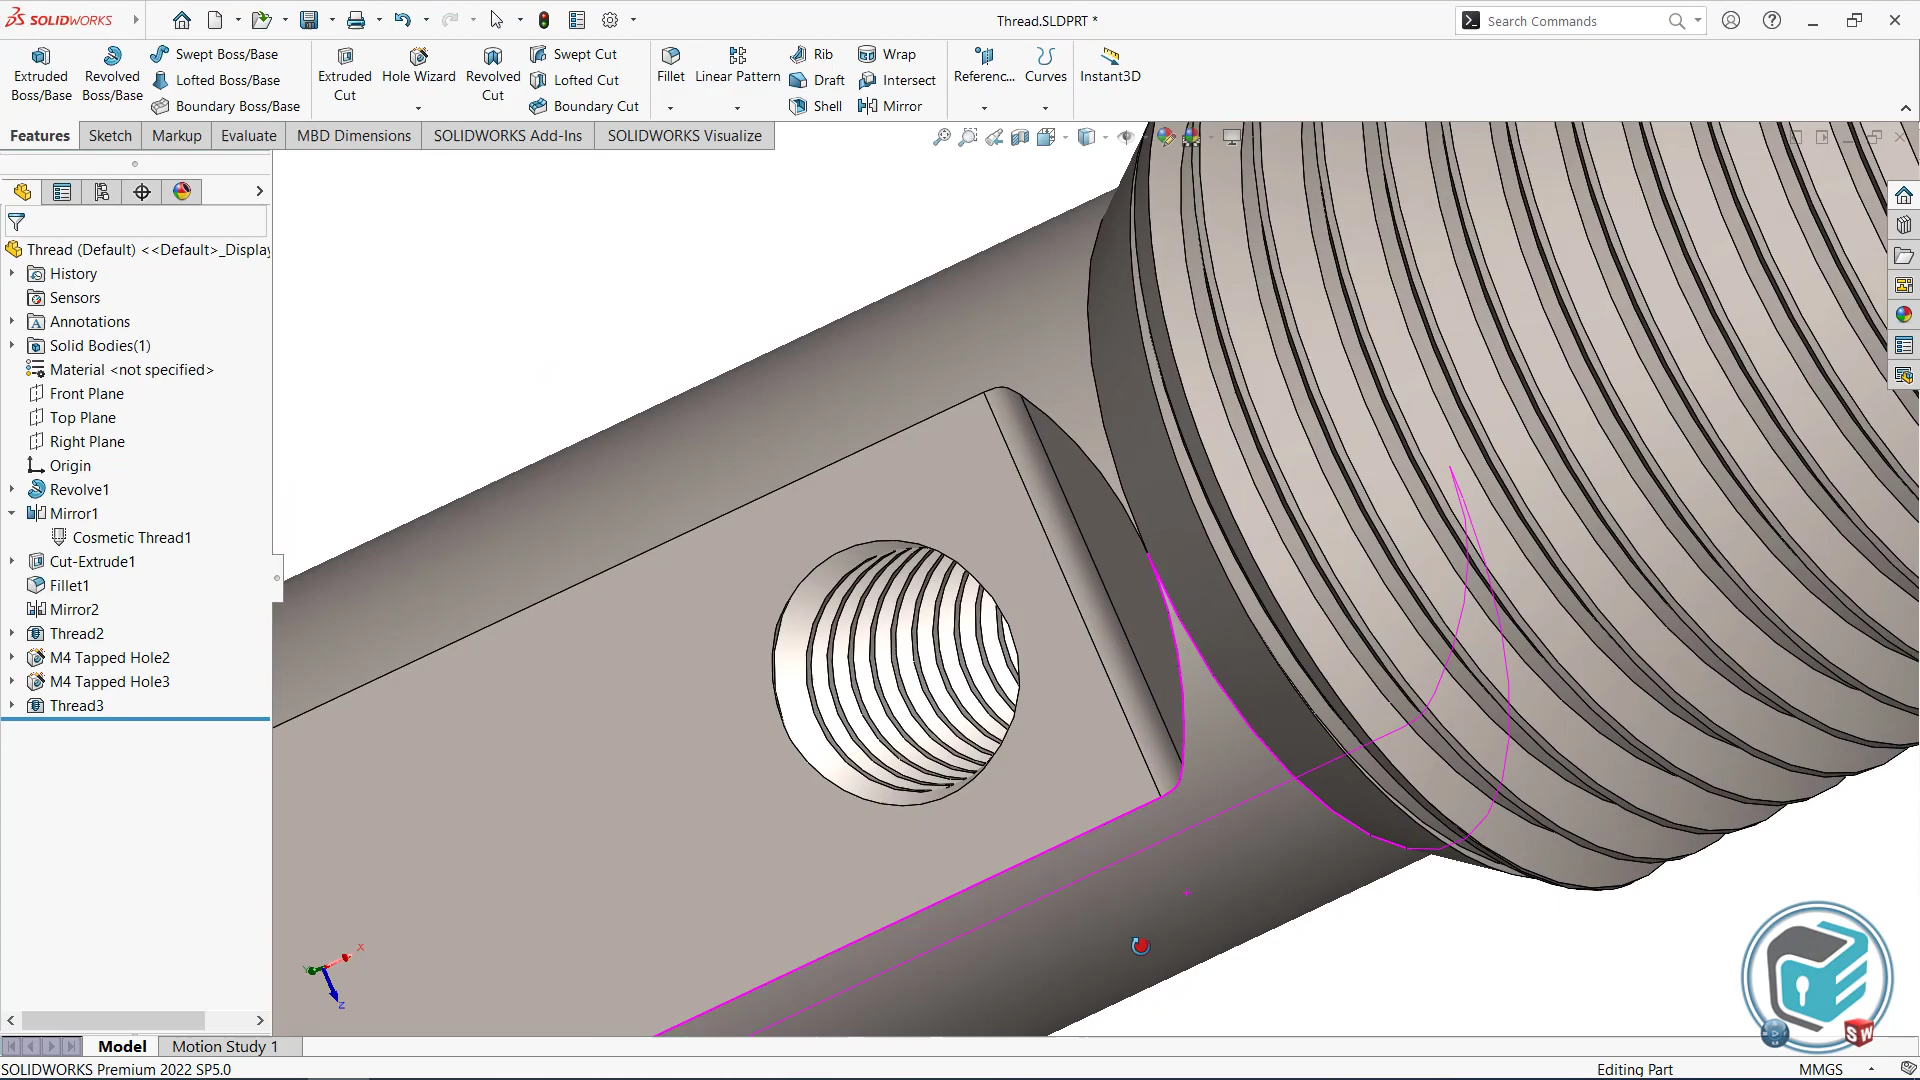 SOLIDWORKS
Thread.SLDPRT *
Search Commands
Extruded Boss/Base
Revolved Boss/Base
Swept Boss/Base
Lofted Boss/Base
Boundary Boss/Base
Extruded Cut
Hole Wizard
Revolved Cut
Swept Cut
Lofted Cut
Boundary Cut
Fillet
Linear Pattern
Rib
Draft
Shell
Wrap
Intersect
Mirror
Referenc...
Curves
Instant3D
Features
Sketch
Markup
Evaluate
MBD Dimensions
SOLIDWORKS Add-Ins
SOLIDWORKS Visualize
Thread (Default) <<Default>_Display
History
Sensors
Annotations
Solid Bodies(1)
Material <not specified>
Front Plane
Top Plane
Right Plane
Origin
Revolve1
Mirror1
Cosmetic Thread1
Cut-Extrude1
Fillet1
Mirror2
Thread2
M4 Tapped Hole2
M4 Tapped Hole3
Thread3
X
Z
SW
Model
Motion Study 1
SOLIDWORKS Premium 2022 SP5.0
Editing Part
MMGS